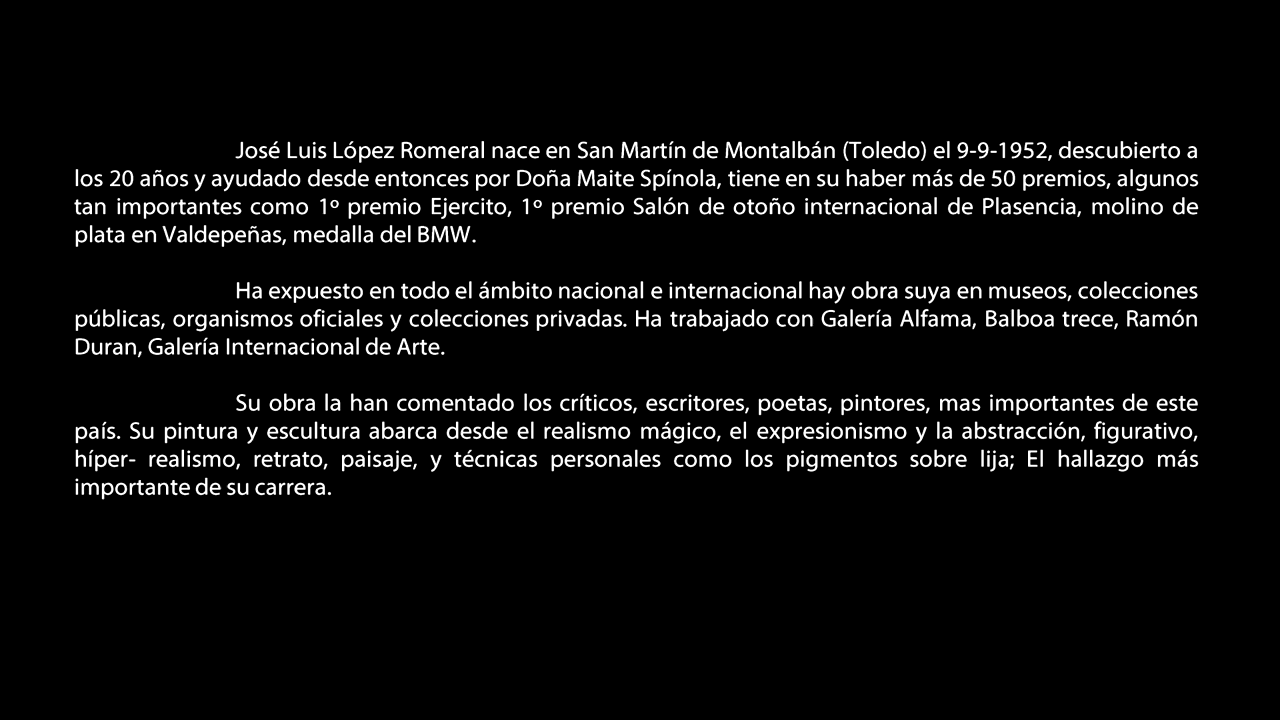 José Luis López Romeral nace en San Martín de Montalbán (Toledo) el 9-9-1952, descubierto a
los 20 años y ayudado desde entonces por Doña Maite Spínola, tiene en su haber más de 50 premios, algunos
tan importantes como 1º premio Ejercito, 1º premio Salón de otoño internacional de Plasencia, molino de
plata en Valdepeñas, medalla del BMW.
Ha expuesto en todo el ámbito nacional e internacional hay obra suya en museos, colecciones
públicas, organismos oficiales y colecciones privadas. Ha trabajado con Galería Alfama, Balboa trece, Ramón
Duran, Galería Internacional de Arte.
Su obra la han comentado los críticos, escritores, poetas, pintores, mas importantes de este
país. Su pintura y escultura abarca desde el realismo mágico, el expresionismo y la abstracción, figurativo,
híper- realismo, retrato, paisaje, y técnicas personales como los pigmentos sobre lija; El hallazgo más
importante de su carrera.